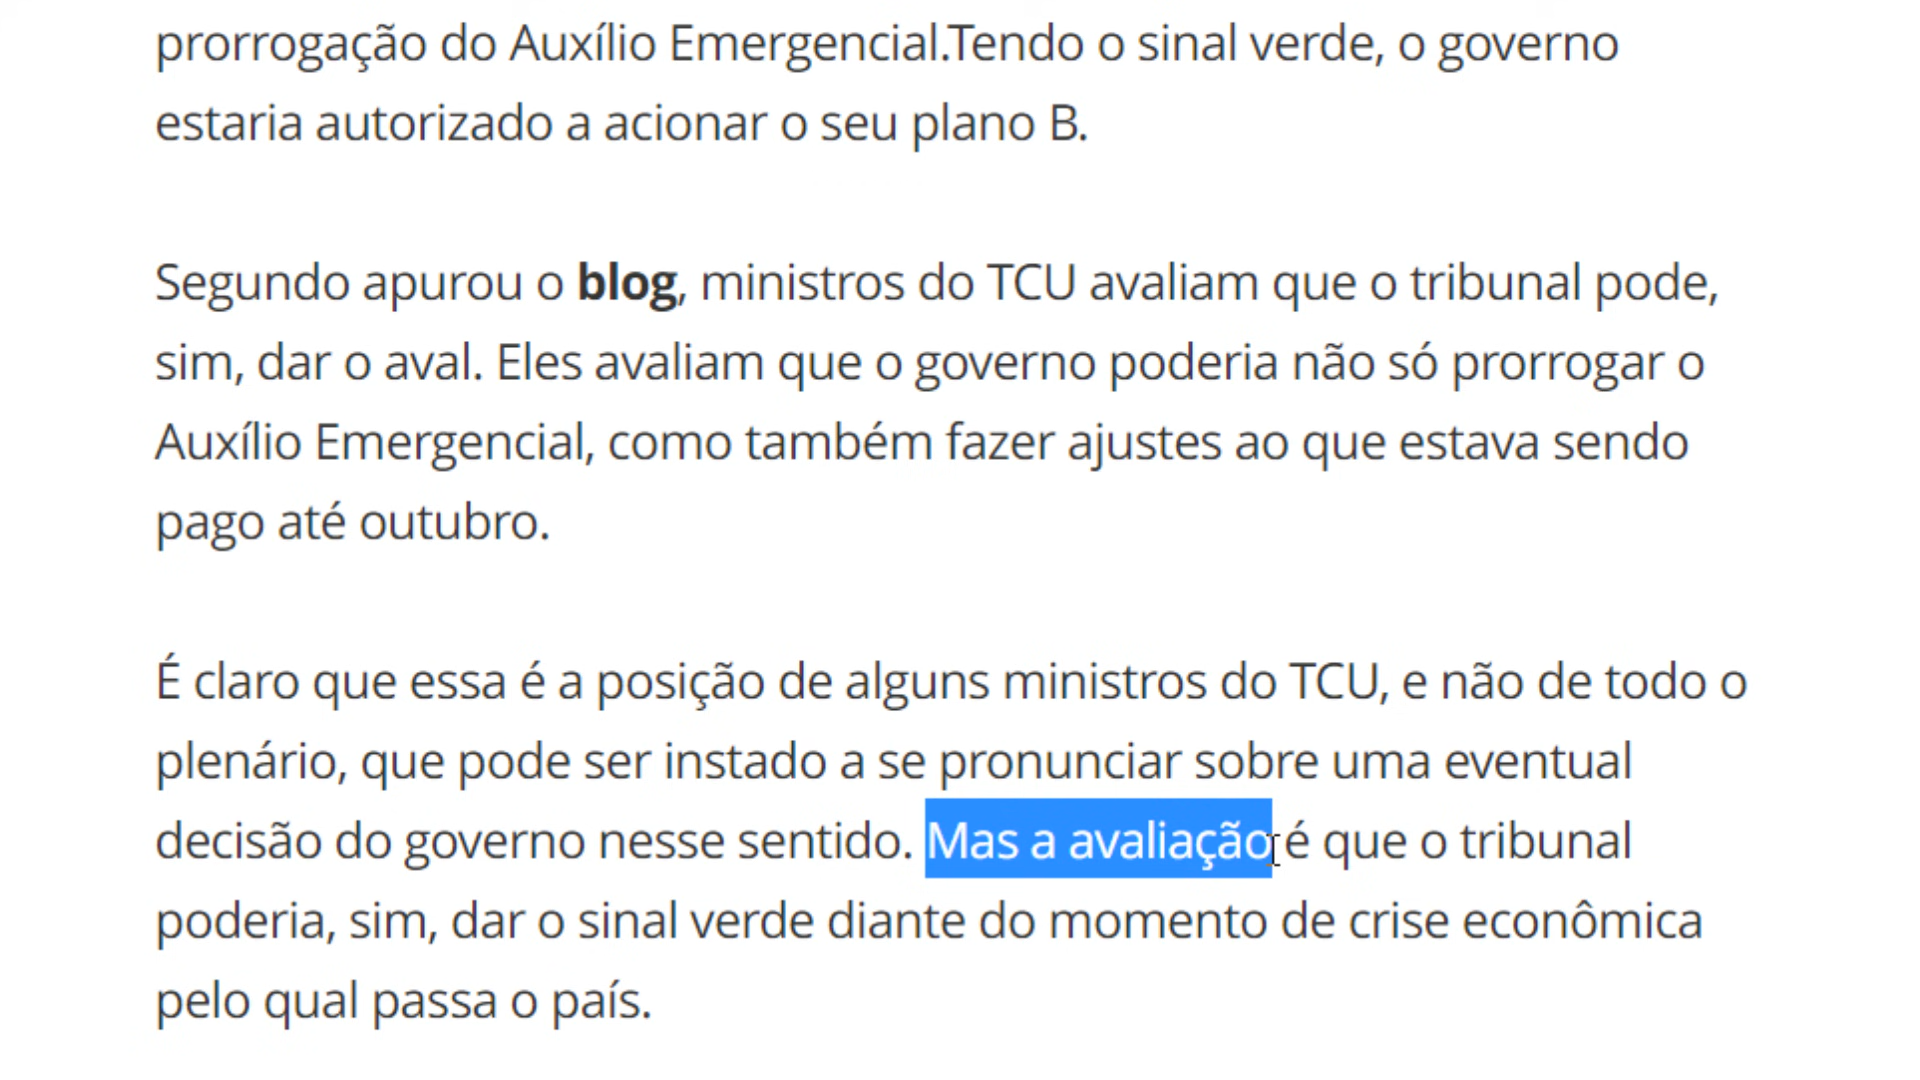 prorrogação do Auxílio Emergencial.Tendo o sinal verde, o governo
estaria autorizado a acionar o seu plano B.
Segundo apurou o blog, ministros do TCU avaliam que o tribunal pode,
sim, dar o aval. Eles avaliam que o governo poderia não só prorrogar o
Auxílio Emergencial, como também fazer ajustes ao que estava sendo
pago até outubro.
É claro que essa é a posição de alguns ministros do TCU, e não de todo o
plenário, que pode ser instado a se pronunciar sobre uma eventual
decisão do governo nesse sentido. Mas a avaliação é que o tribunal
poderia, sim, dar o sinal verde diante do momento de crise econômica
pelo qual passa o país.